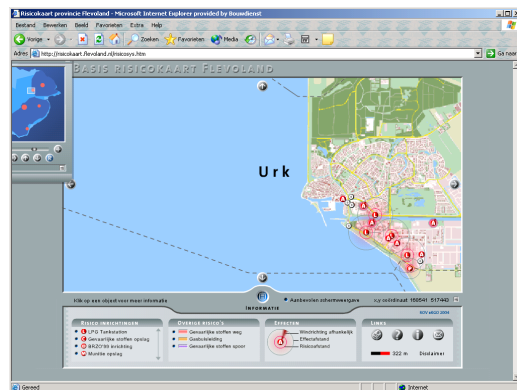 Risicokaart provincie Flevoland - Microsoft Internet Explorer provided by Bouwdienst
Bestand Bewerken Beeld Favorieten Extra Help
Vorige Zoeken Favorieten Media
Adres http://risicokaart.flevoland.nl/risicosys.htm Ga naar
BASIS RISICOKAART FLEVOLAND
Urk
Klik op een object voor meer informatie
INFORMATIE
Aanbevolen schermweergave
x,y coördinaat
RISICO INRICHTINGEN
LPG Tankstation
Gevaarlijke stoffen opslag
BRZO'99 inrichting
Munitie opslag
OVERIGE RISICO'S
Gevaarlijke stoffen weg
Gasbuisleiding
Gevaarlijke stoffen spoor
EFFECTEN
Windrichting afhankelijk
Effectafstand
Risicoafstand
LINKS
322 m Disclaimer
Gereed Internet